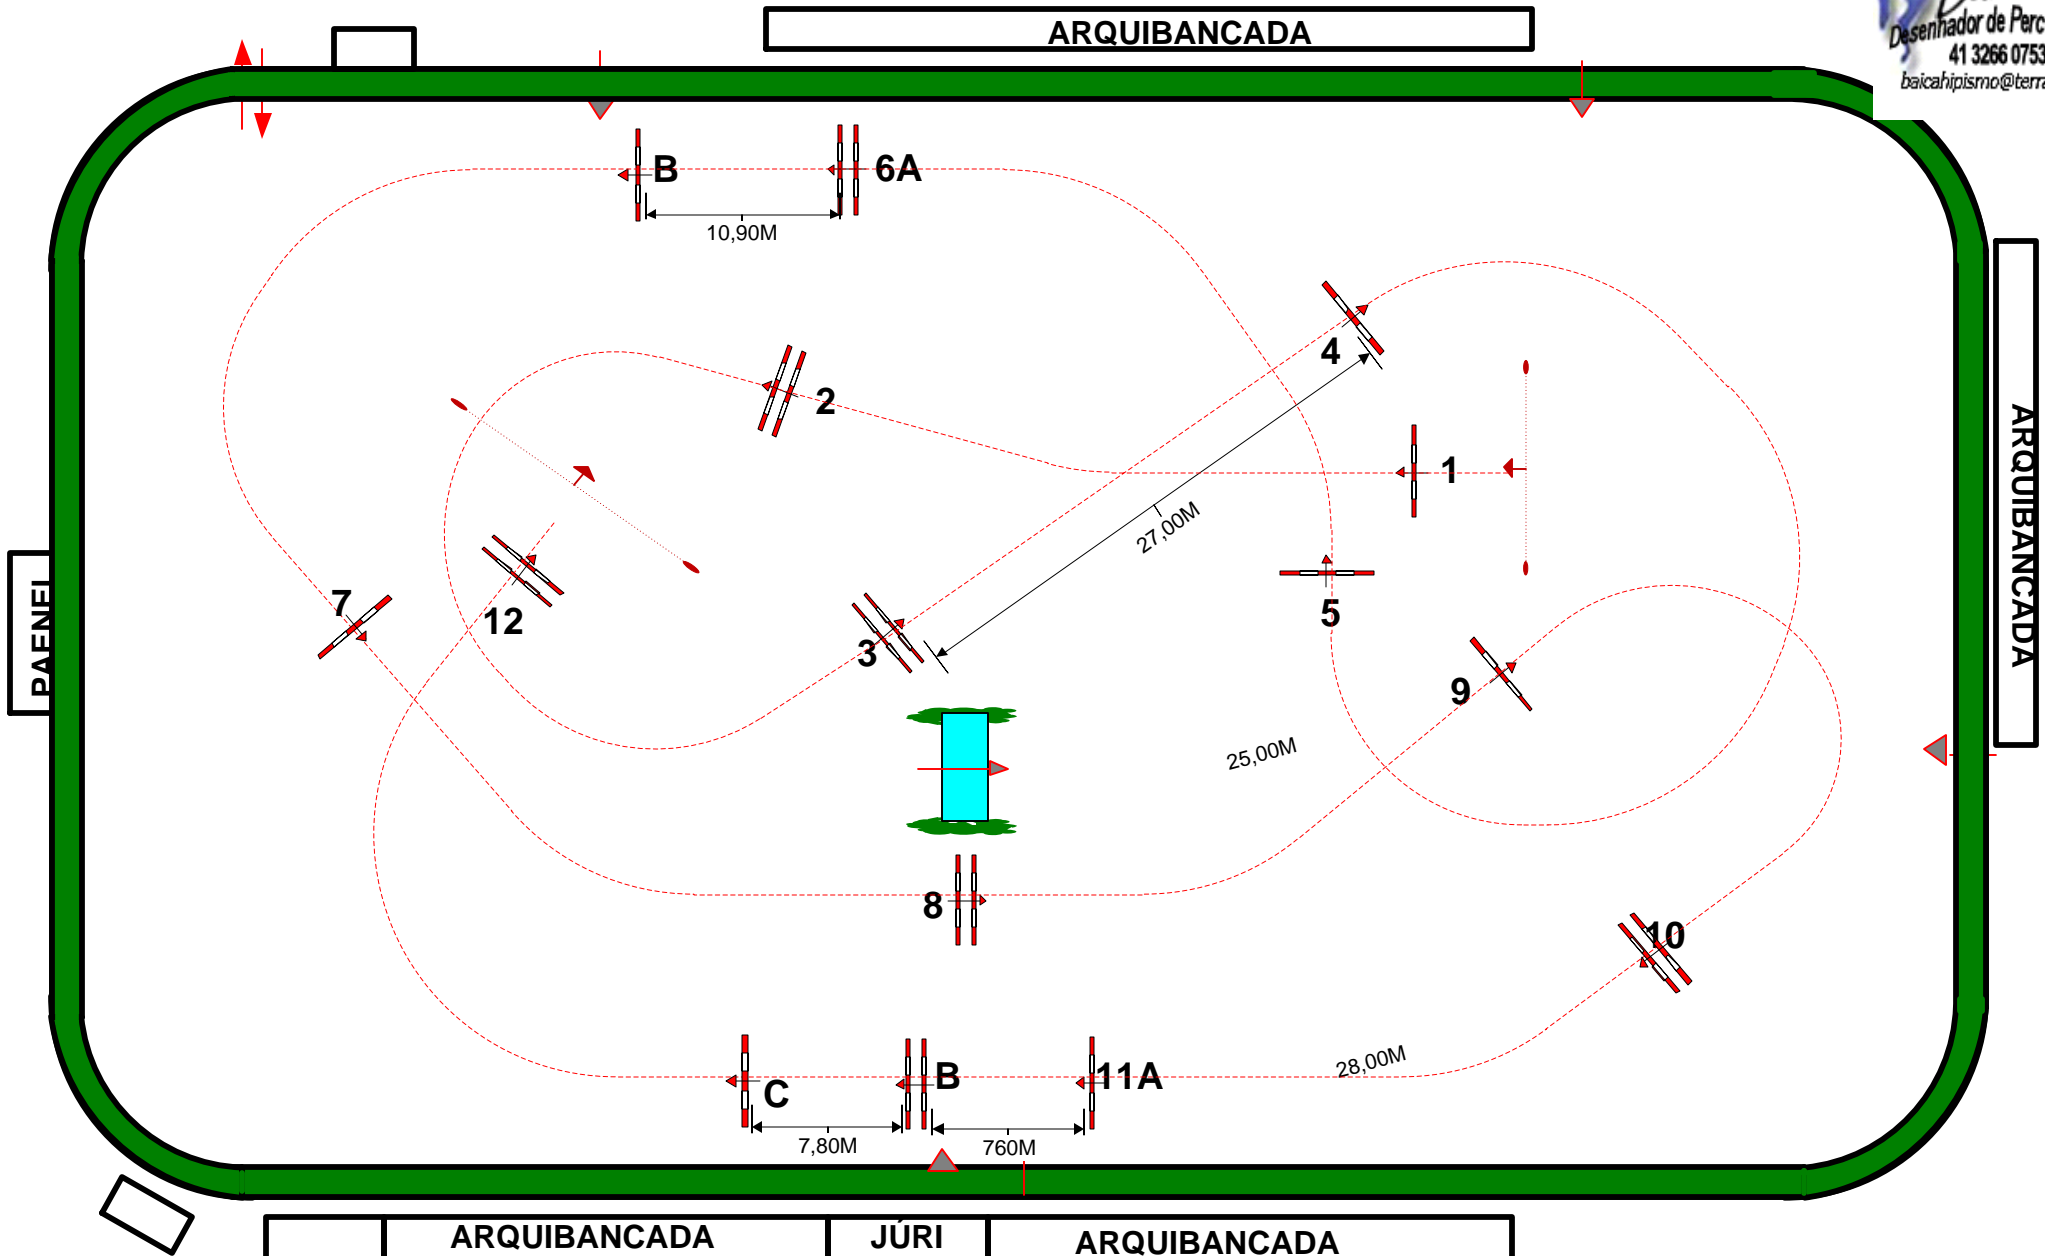 ARQUIBANCADA
Desenhador de Perc
41 3266 0753
baicahipismo@terra
B
6A
10,90M
4
2
1
ARQUIBANCADA
27,00M
7
12
5
3
9
25,00M
8
10
28,00M
C
B
11A
7,80M
760M
ARQUIBANCADA
JÚRI
ARQUIBANCADA